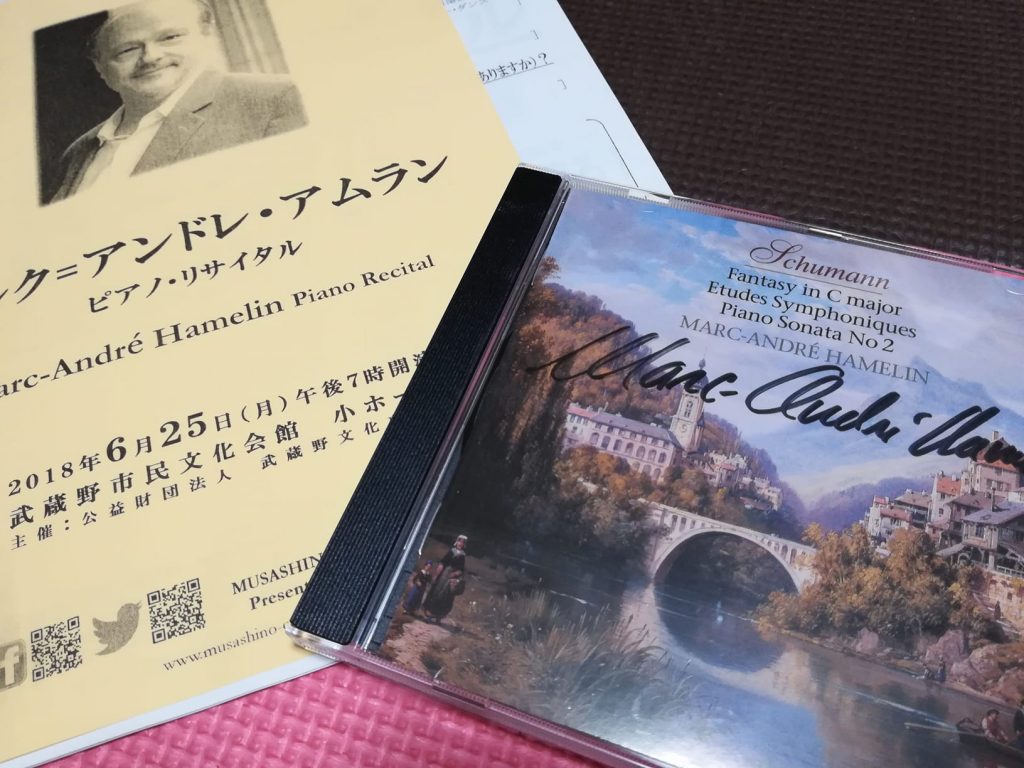 ク=アンドレ・アムラン
ピアノ・リサイタル
arc-André Hamelin Piano Recital
2018年6月25日(月)午後7時開演
武蔵野市民文化会館 小ホー
主催:公益財団法人 武蔵野文化
MUSASHINO
Present
www.musashino-
ありますか)?
Schumann
Fantasy in C major
Etudes Symphoniques
Piano Sonata No 2
MARC-ANDRÉ HAMELIN
Marc-André Ham